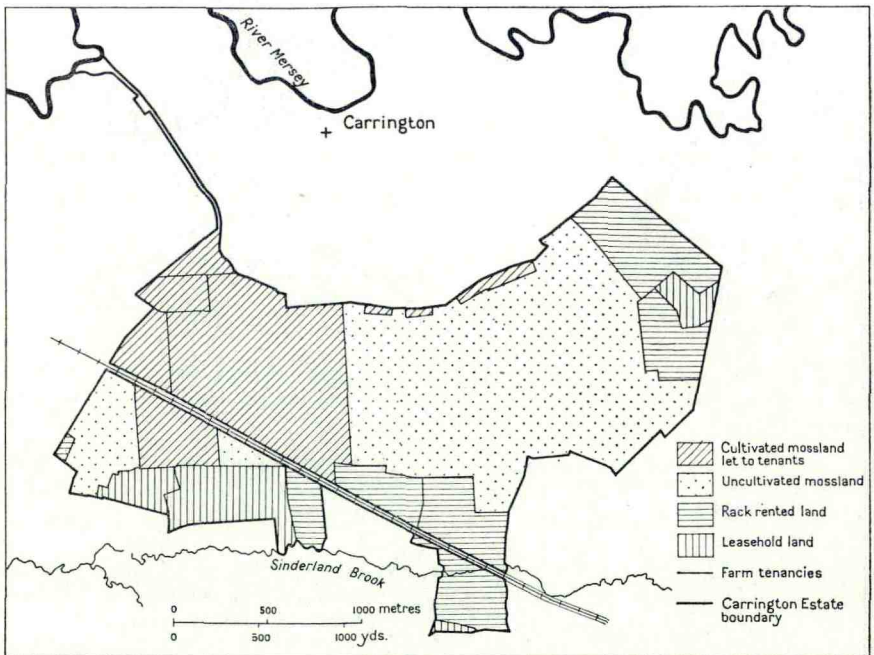 River Mersey
Carrington
Cultivated mossland
let to tenants
Uncultivated mossland
Rack rented land
Leasehold land
Farm tenancies
Carrington Estate
boundary
Sinderland Brook
0 500 1000 metres
0 500 1000 yds.